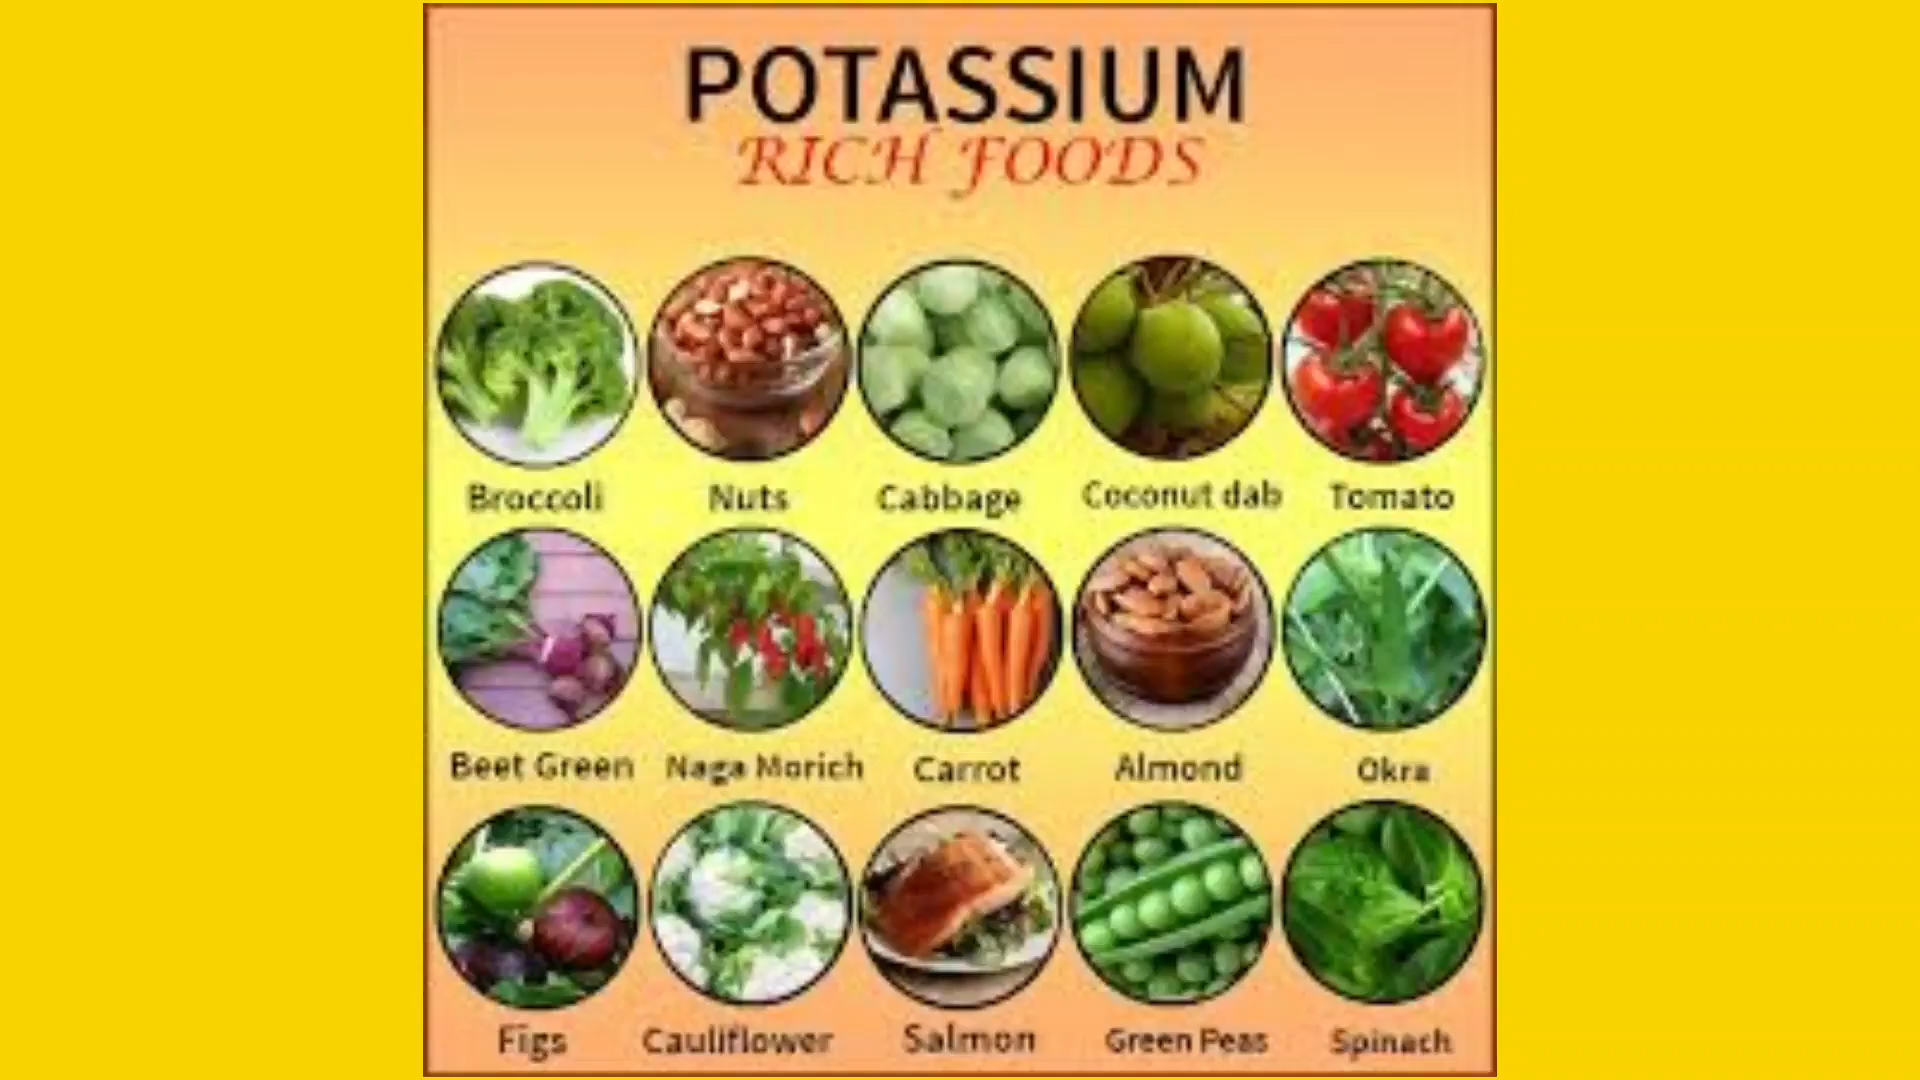 POTASSIUM
RICH FOODS
Broccoli Nuts Cabbage Coconut dab Tomato
Beet Green Naga Morich Carrot Almond Okra
Figs Cauliflower Salmon Green Peas Spinach